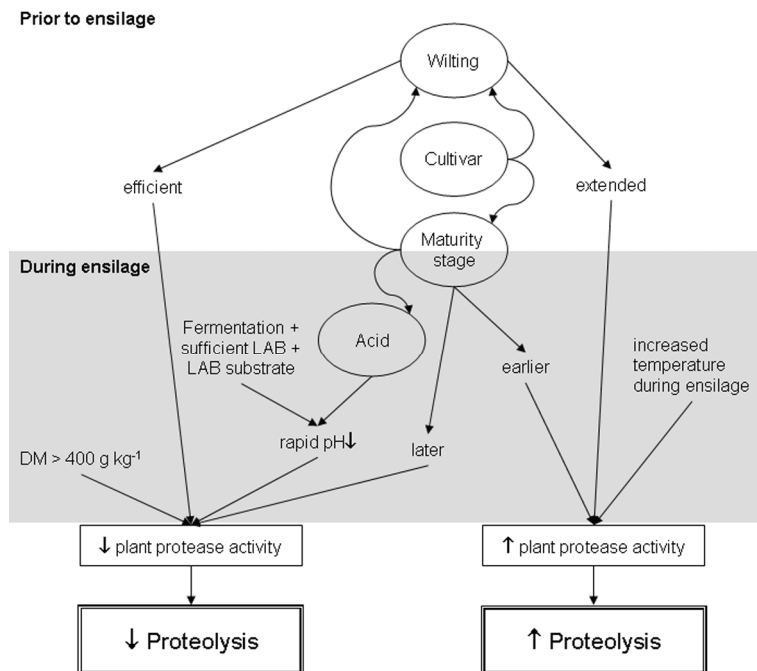 Prior to ensilage
Wilting
Cultivar
efficient
extended
Maturity
stage
During ensilage
Fermentation +
sufficient LAB +
LAB substrate
Acid
increased
temperature
during ensilage
earlier
rapid pH↓
later
DM > 400 g kg⁻¹
↓ plant protease activity
↑ plant protease activity
↓ Proteolysis
↑ Proteolysis